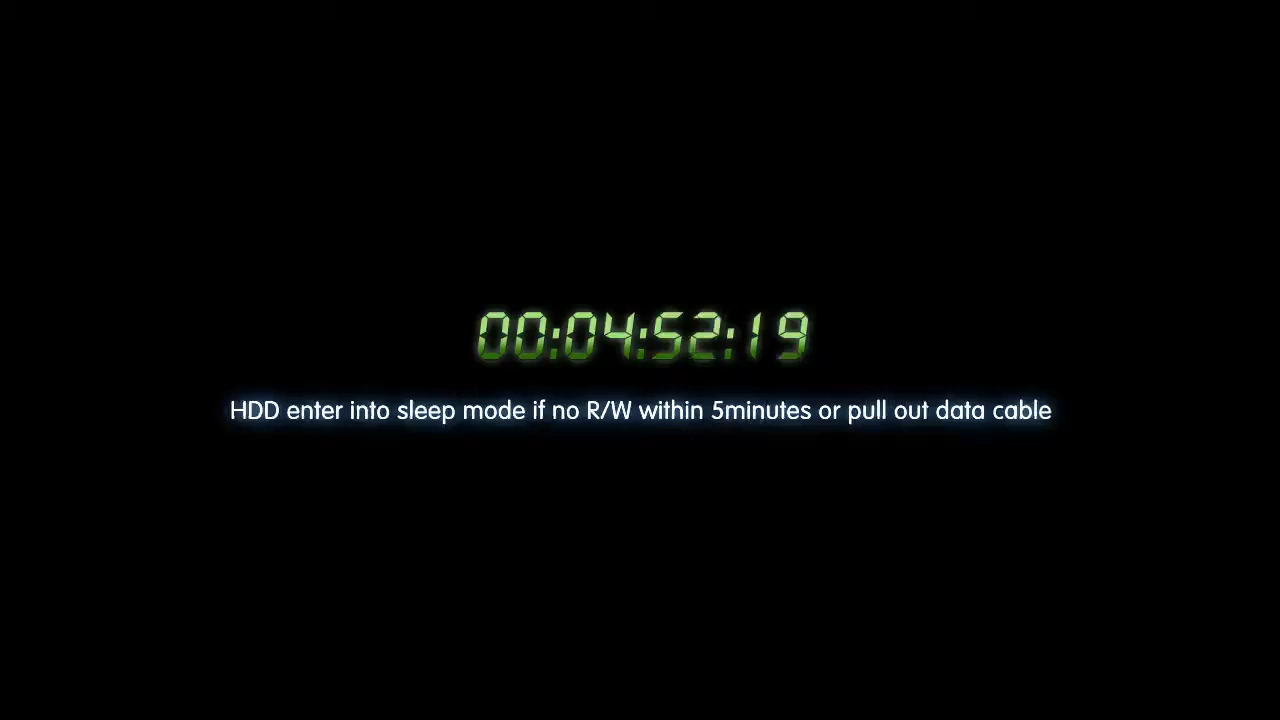 00:04:52:19
HDD enter into sleep mode if no R/W within 5minutes or pull out data cable